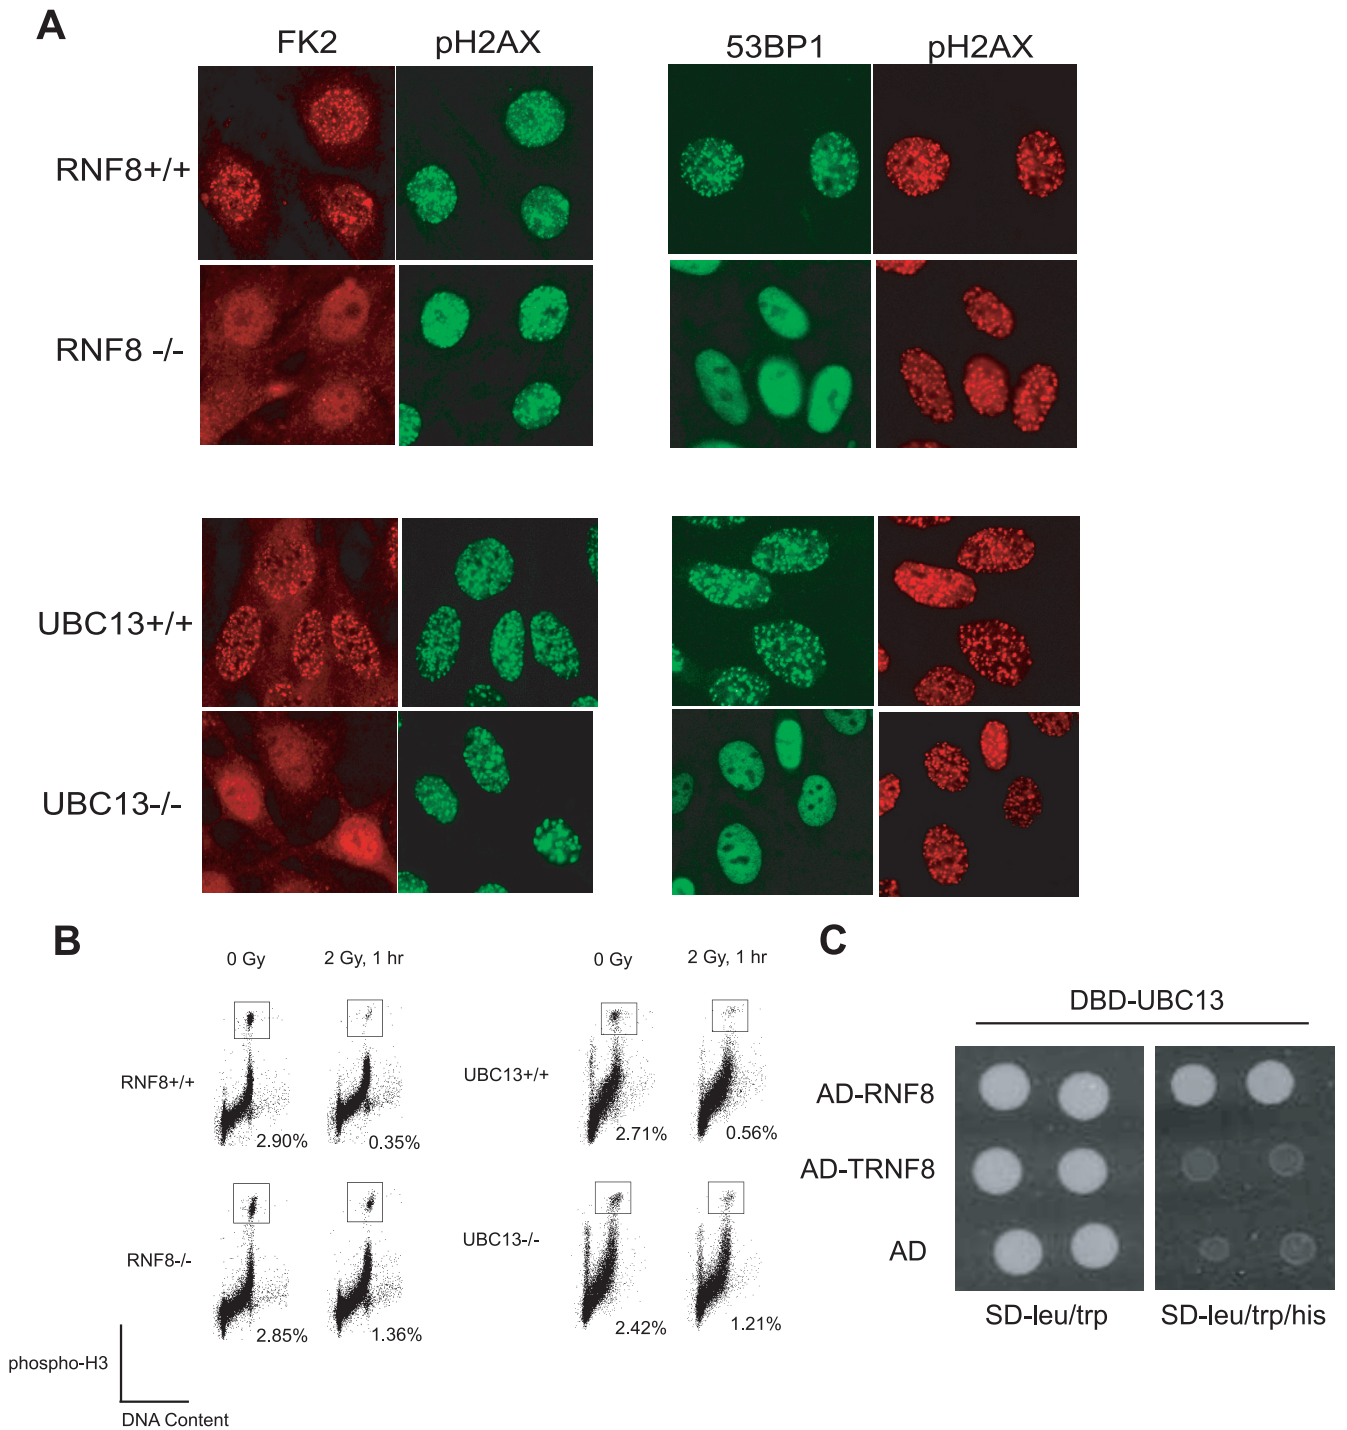 A
FK2 pH2AX 53BP1 pH2AX
RNF8+/+
RNF8 -/-
UBC13+/+
UBC13-/-
B
0 Gy 2 Gy, 1 hr 0 Gy 2 Gy, 1 hr
RNF8+/+ 2.90% 0.35% UBC13+/+ 2.71% 0.56%
RNF8-/- 2.85% 1.36% UBC13-/- 2.42% 1.21%
phospho-H3
DNA Content
C
DBD-UBC13
AD-RNF8
AD-TRNF8
AD
SD-leu/trp SD-leu/trp/his